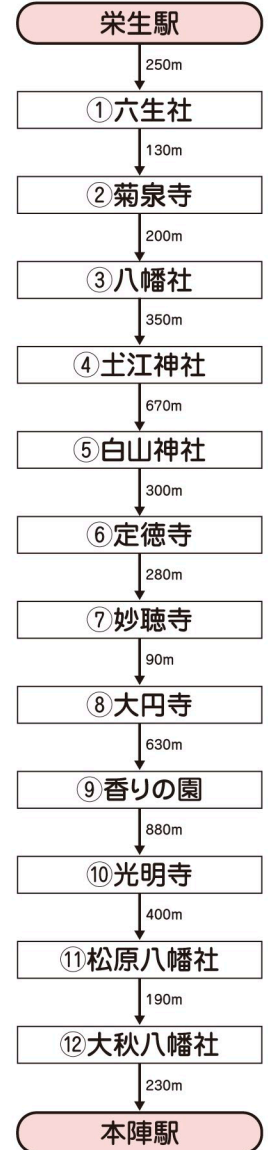 栄生駅
250m
①六生社
130m
②菊泉寺
200m
③八幡社
350m
④土江神社
670m
⑤白山神社
300m
⑥定徳寺
280m
⑦妙聴寺
90m
⑧大円寺
630m
⑨香りの園
880m
⑩光明寺
400m
⑪松原八幡社
190m
⑫大秋八幡社
230m
本陣駅